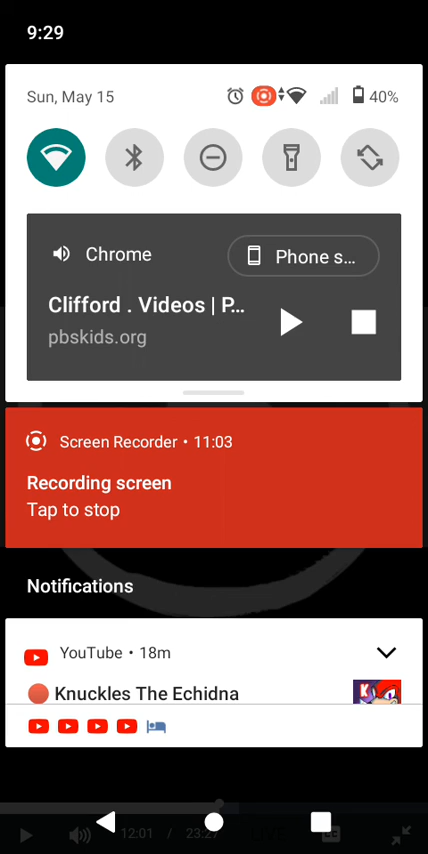 9:29
Sun, May 15
40%
Chrome
Phone s...
Clifford . Videos | P...
pbskids.org
Screen Recorder • 11:03
Recording screen
Tap to stop
Notifications
YouTube • 18m
Knuckles The Echidna
K
12:01 / 23:27